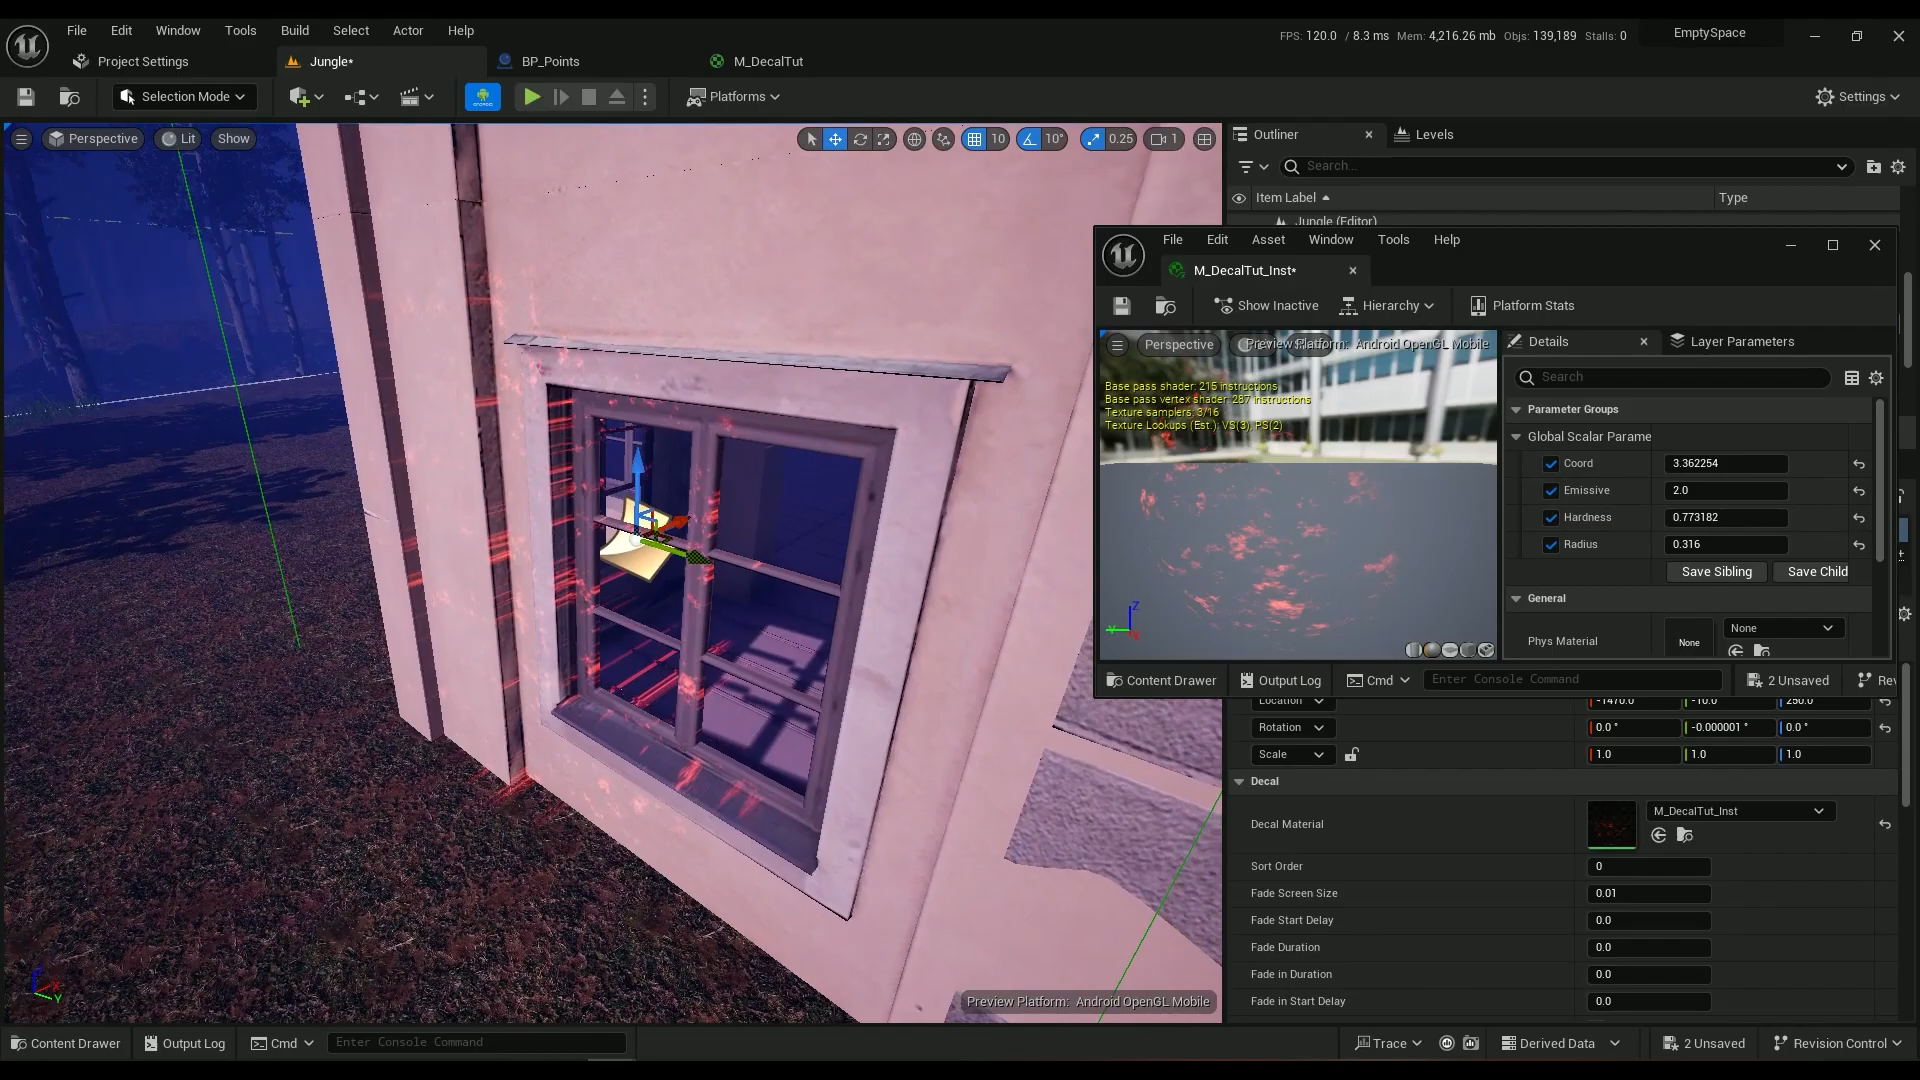 File Edit Window Tools Build Select Actor Help
FPS: 120.0 / 8.3 ms Mem: 4,216.26 mb Objs: 139,189 Stalls: 0
EmptySpace
Project Settings
Jungle*
BP_Points
M_DecalTut
Selection Mode
Platforms
Settings
Perspective
Lit
Show
10
10°
0.25
1
Outliner
Levels
Search...
Item Label
Type
Jungle (Editor)
File Edit Asset Window Tools Help
M_DecalTut_Inst*
Show Inactive
Hierarchy
Platform Stats
Perspective
Preview Platform: Android OpenGL Mobile
Base pass shader: 215 instructions
Base pass vertex shader: 287 instructions
Texture samplers: 3/16
Texture Lookups (Est.): VS(3), PS(2)
Details
Layer Parameters
Search
Parameter Groups
Global Scalar Parame
Coord 3.362254
Emissive 2.0
Hardness 0.773182
Radius 0.316
Save Sibling
Save Child
General
Phys Material
None
None
Content Drawer
Output Log
Cmd
Enter Console Command
2 Unsaved
Rev
Location -1470.0 -10.0 250.0
Rotation 0.0 ° -0.000001 ° 0.0 °
Scale 1.0 1.0 1.0
Decal
Decal Material
M_DecalTut_Inst
Sort Order 0
Fade Screen Size 0.01
Fade Start Delay 0.0
Fade Duration 0.0
Fade in Duration 0.0
Fade in Start Delay 0.0
Preview Platform: Android OpenGL Mobile
Content Drawer
Output Log
Cmd
Enter Console Command
Trace
Derived Data
2 Unsaved
Revision Control